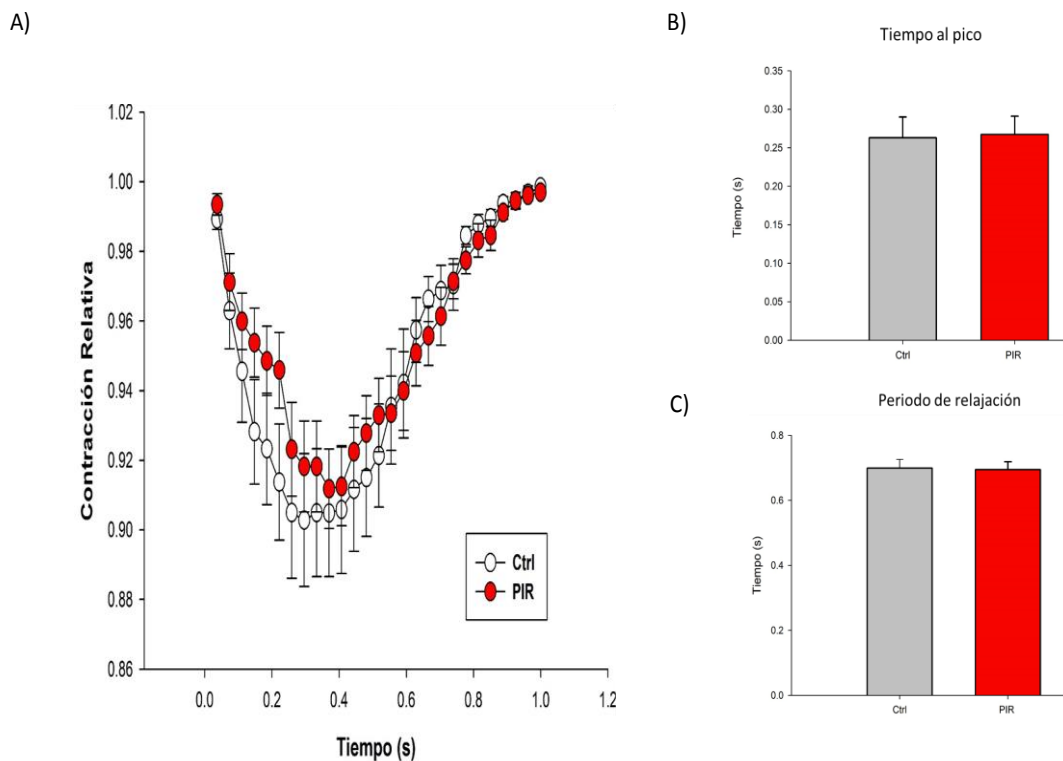 A)
1.02
1.00
0.98
0.96
0.94
0.92
0.90
0.88
0.86
Contracción Relativa
0.0 0.2 0.4 0.6 0.8 1.0 1.2
Tiempo (s)
Ctrl
PIR
B)
Tiempo al pico
0.35
0.30
0.25
0.20
0.15
0.10
0.05
0.00
Tiempo (s)
Ctrl PIR
C)
Periodo de relajación
0.8
0.6
0.4
0.2
0.0
Tiempo (s)
Ctrl PIR